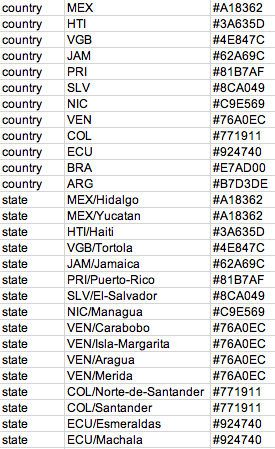 country MEX #A18362
country HTI #3A635D
country VGB #4E847C
country JAM #62A69C
country PRI #81B7AF
country SLV #8CA049
country NIC #C9E569
country VEN #76A0EC
country COL #771911
country ECU #924740
country BRA #E7AD00
country ARG #B7D3DE
state MEX/Hidalgo #A18362
state MEX/Yucatan #A18362
state HTI/Haiti #3A635D
state VGB/Tortola #4E847C
state JAM/Jamaica #62A69C
state PRI/Puerto-Rico #81B7AF
state SLV/El-Salvador #8CA049
state NIC/Managua #C9E569
state VEN/Carabobo #76A0EC
state VEN/Isla-Margarita #76A0EC
state VEN/Aragua #76A0EC
state VEN/Merida #76A0EC
state COL/Norte-de-Santander #771911
state COL/Santander #771911
state ECU/Esmeraldas #924740
state ECU/Machala #924740